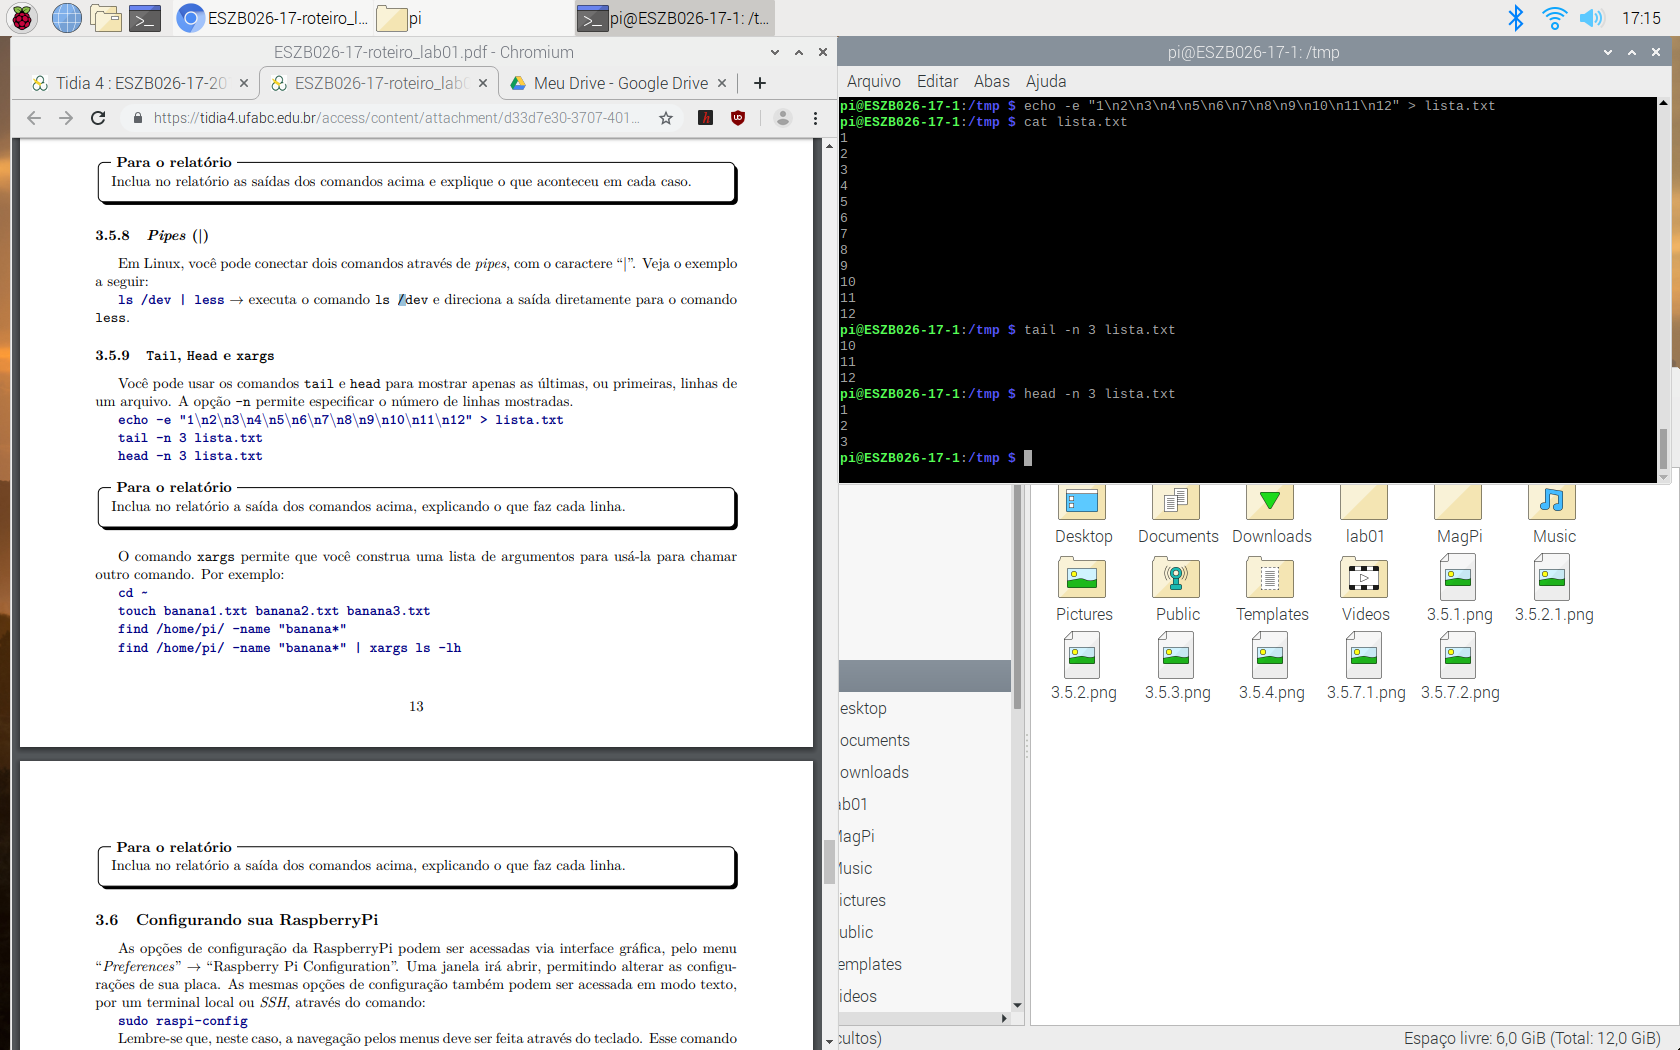 ESZB026-17-roteiro_l...
pi
pi@ESZB026-17-1: /t...
17:15
ESZB026-17-roteiro_lab01.pdf - Chromium
Tidia 4 : ESZB026-17-20
ESZB026-17-roteiro_lab0
Meu Drive - Google Drive
https://tidia4.ufabc.edu.br/access/content/attachment/d33d7e30-3707-401...
Para o relatório
Inclua no relatório as saídas dos comandos acima e explique o que aconteceu em cada caso.
3.5.8 Pipes (|)
Em Linux, você pode conectar dois comandos através de pipes, com o caractere “|”. Veja o exemplo
a seguir:
ls /dev | less → executa o comando ls /dev e direciona a saída diretamente para o comando
less.
3.5.9 Tail, Head e xargs
Você pode usar os comandos tail e head para mostrar apenas as últimas, ou primeiras, linhas de
um arquivo. A opção -n permite especificar o número de linhas mostradas.
echo -e "1\n2\n3\n4\n5\n6\n7\n8\n9\n10\n11\n12" > lista.txt
tail -n 3 lista.txt
head -n 3 lista.txt
Para o relatório
Inclua no relatório a saída dos comandos acima, explicando o que faz cada linha.
O comando xargs permite que você construa uma lista de argumentos para usá-la para chamar
outro comando. Por exemplo:
cd ~
touch banana1.txt banana2.txt banana3.txt
find /home/pi/ -name "banana*"
find /home/pi/ -name "banana*" | xargs ls -lh
13
Para o relatório
Inclua no relatório a saída dos comandos acima, explicando o que faz cada linha.
3.6 Configurando sua RaspberryPi
As opções de configuração da RaspberryPi podem ser acessadas via interface gráfica, pelo menu
“Preferences” → “Raspberry Pi Configuration”. Uma janela irá abrir, permitindo alterar as configu-
rações de sua placa. As mesmas opções de configuração também podem ser acessada em modo texto,
por um terminal local ou SSH, através do comando:
sudo raspi-config
Lembre-se que, neste caso, a navegação pelos menus deve ser feita através do teclado. Esse comando
pi@ESZB026-17-1: /tmp
Arquivo Editar Abas Ajuda
pi@ESZB026-17-1:/tmp $ echo -e "1\n2\n3\n4\n5\n6\n7\n8\n9\n10\n11\n12" > lista.txt
pi@ESZB026-17-1:/tmp $ cat lista.txt
1
2
3
4
5
6
7
8
9
10
11
12
pi@ESZB026-17-1:/tmp $ tail -n 3 lista.txt
10
11
12
pi@ESZB026-17-1:/tmp $ head -n 3 lista.txt
1
2
3
pi@ESZB026-17-1:/tmp $
Desktop Documents Downloads lab01 MagPi Music
Pictures Public Templates Videos 3.5.1.png 3.5.2.1.png
3.5.2.png 3.5.3.png 3.5.4.png 3.5.7.1.png 3.5.7.2.png
esktop
ocuments
ownloads
ab01
MagPi
Music
ictures
ublic
emplates
ideos
cultos)
Espaço livre: 6,0 GiB (Total: 12,0 GiB)